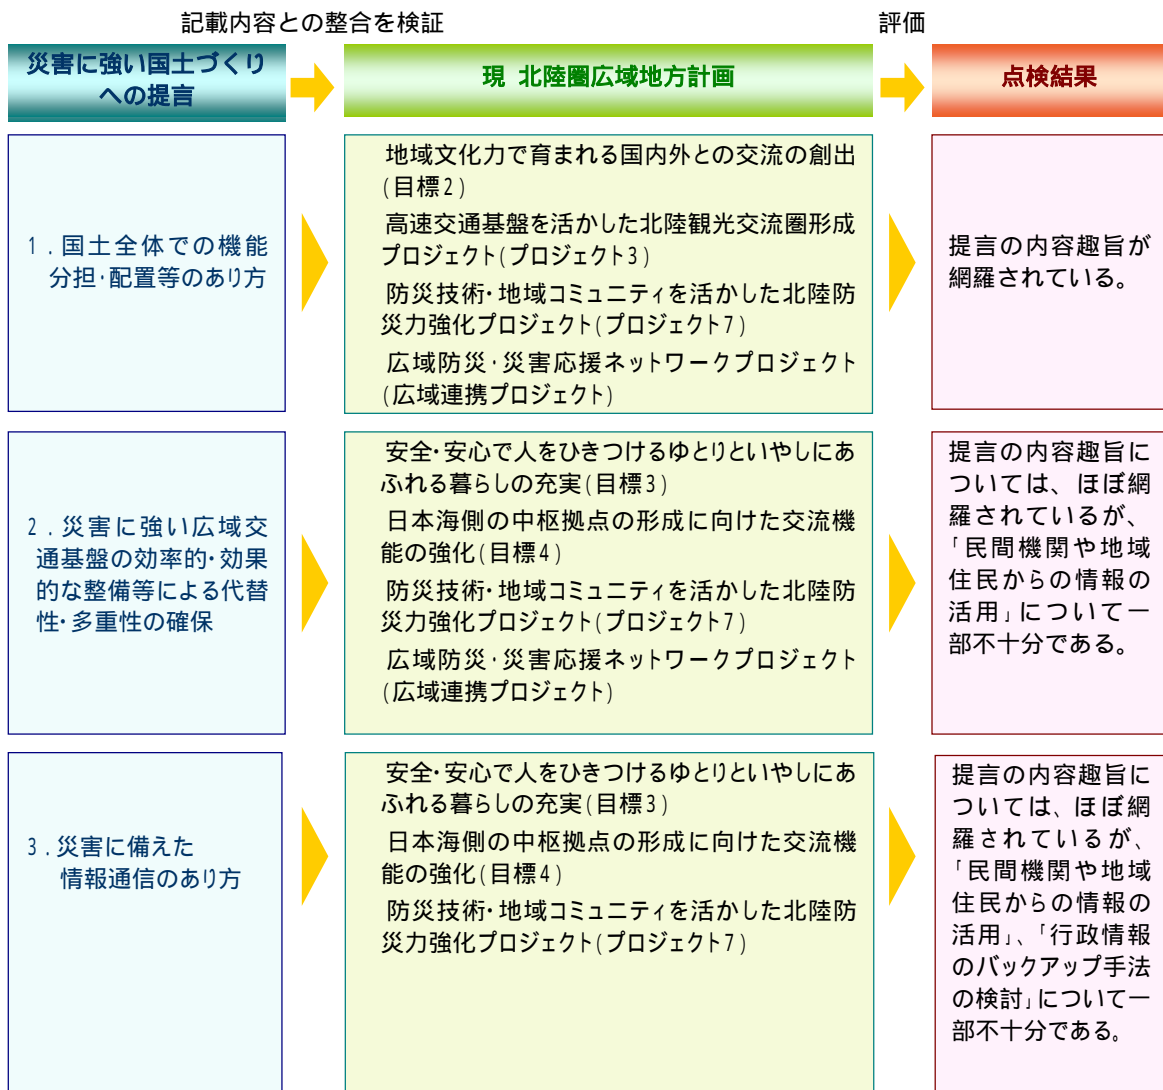 記載内容との整合を検証
評価
災害に強い国土づくり
への提言
現 北陸圏広域地方計画
点検結果
1.国土全体での機能
分担・配置等のあり方
地域文化力で育まれる国内外との交流の創出
(目標2)
高速交通基盤を活かした北陸観光交流圏形成
プロジェクト(プロジェクト3)
防災技術・地域コミュニティを活かした北陸防
災力強化プロジェクト(プロジェクト7)
広域防災・災害応援ネットワークプロジェクト
(広域連携プロジェクト)
提言の内容趣旨が
網羅されている。
2.災害に強い広域交
通基盤の効率的・効果
的な整備等による代替
性・多重性の確保
安全・安心で人をひきつけるゆとりといやしにあ
ふれる暮らしの充実(目標3)
日本海側の中枢拠点の形成に向けた交流機
能の強化(目標4)
防災技術・地域コミュニティを活かした北陸防
災力強化プロジェクト(プロジェクト7)
広域防災・災害応援ネットワークプロジェクト
(広域連携プロジェクト)
提言の内容趣旨に
ついては、ほぼ網
羅されているが、
「民間機関や地域
住民からの情報の
活用」について一
部不十分である。
3.災害に備えた
情報通信のあり方
安全・安心で人をひきつけるゆとりといやしにあ
ふれる暮らしの充実(目標3)
日本海側の中枢拠点の形成に向けた交流機
能の強化(目標4)
防災技術・地域コミュニティを活かした北陸防
災力強化プロジェクト(プロジェクト7)
提言の内容趣旨に
ついては、ほぼ網
羅されているが、
「民間機関や地域
住民からの情報の
活用」、「行政情報
のバックアップ手法
の検討」について一
部不十分である。